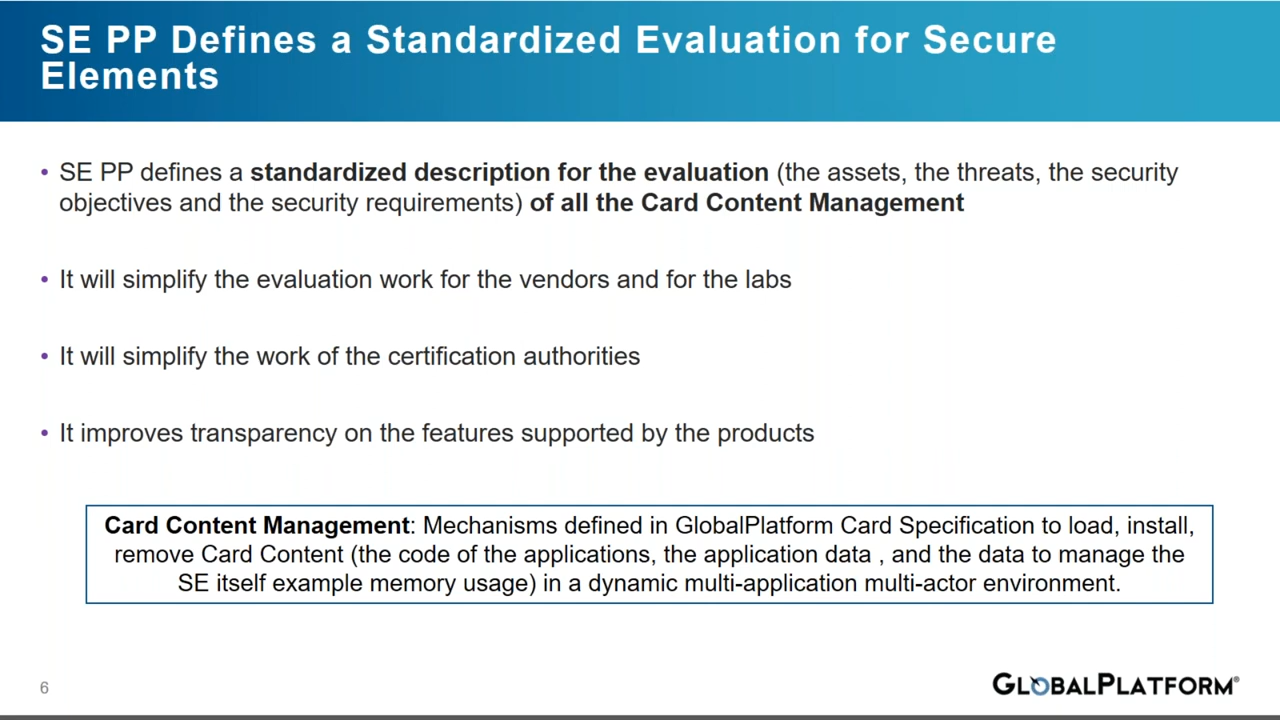 SE PP Defines a Standardized Evaluation for Secure
Elements
• SE PP defines a standardized description for the evaluation (the assets, the threats, the security
objectives and the security requirements) of all the Card Content Management
• It will simplify the evaluation work for the vendors and for the labs
• It will simplify the work of the certification authorities
• It improves transparency on the features supported by the products
Card Content Management: Mechanisms defined in GlobalPlatform Card Specification to load, install,
remove Card Content (the code of the applications, the application data , and the data to manage the
SE itself example memory usage) in a dynamic multi-application multi-actor environment.
6
GLOBALPLATFORM®